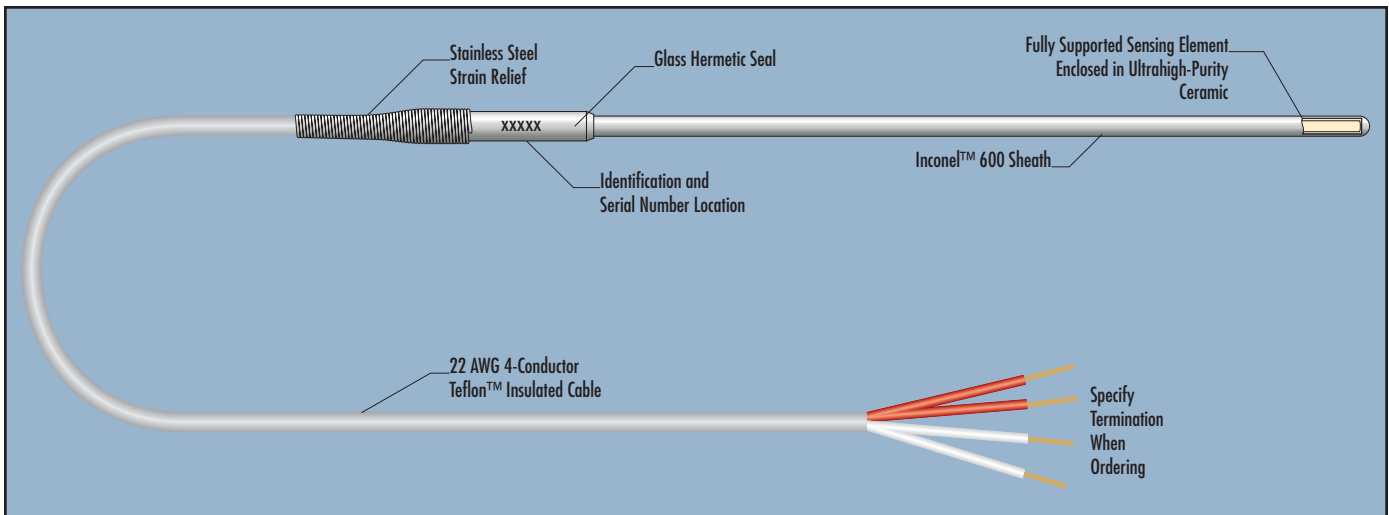 Stainless Steel
Strain Relief
Glass Hermetic Seal
Fully Supported Sensing Element
Enclosed in Ultrahigh-Purity
Ceramic
XXXXX
Inconel™ 600 Sheath
Identification and
Serial Number Location
22 AWG 4-Conductor
Teflon™ Insulated Cable
Specify
Termination
When
Ordering